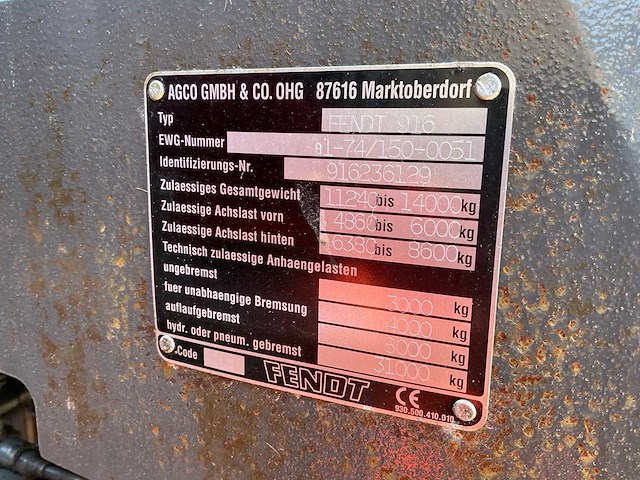 AGCO GMBH & CO. OHG 87616 Marktoberdorf
Typ FENDT 916
EWG-Nummer g1-74/150-0051
Identifizierungs-Nr. 916236129
Zulaessiges Gesamtgewicht 11240 bis 14000 kg
Zulaessige Achslast vorn 4860 bis 6000 kg
Zulaessige Achslast hinten 6380 bis 8600 kg
Technisch zulaessige Anhaengelasten
ungebremst 3000 kg
fuer unabhaengige Bremsung 4000 kg
auflaufgebremst 8000 kg
hydr. oder pneum. gebremst 31000 kg
.Code
FENDT CE
930.500.410.010